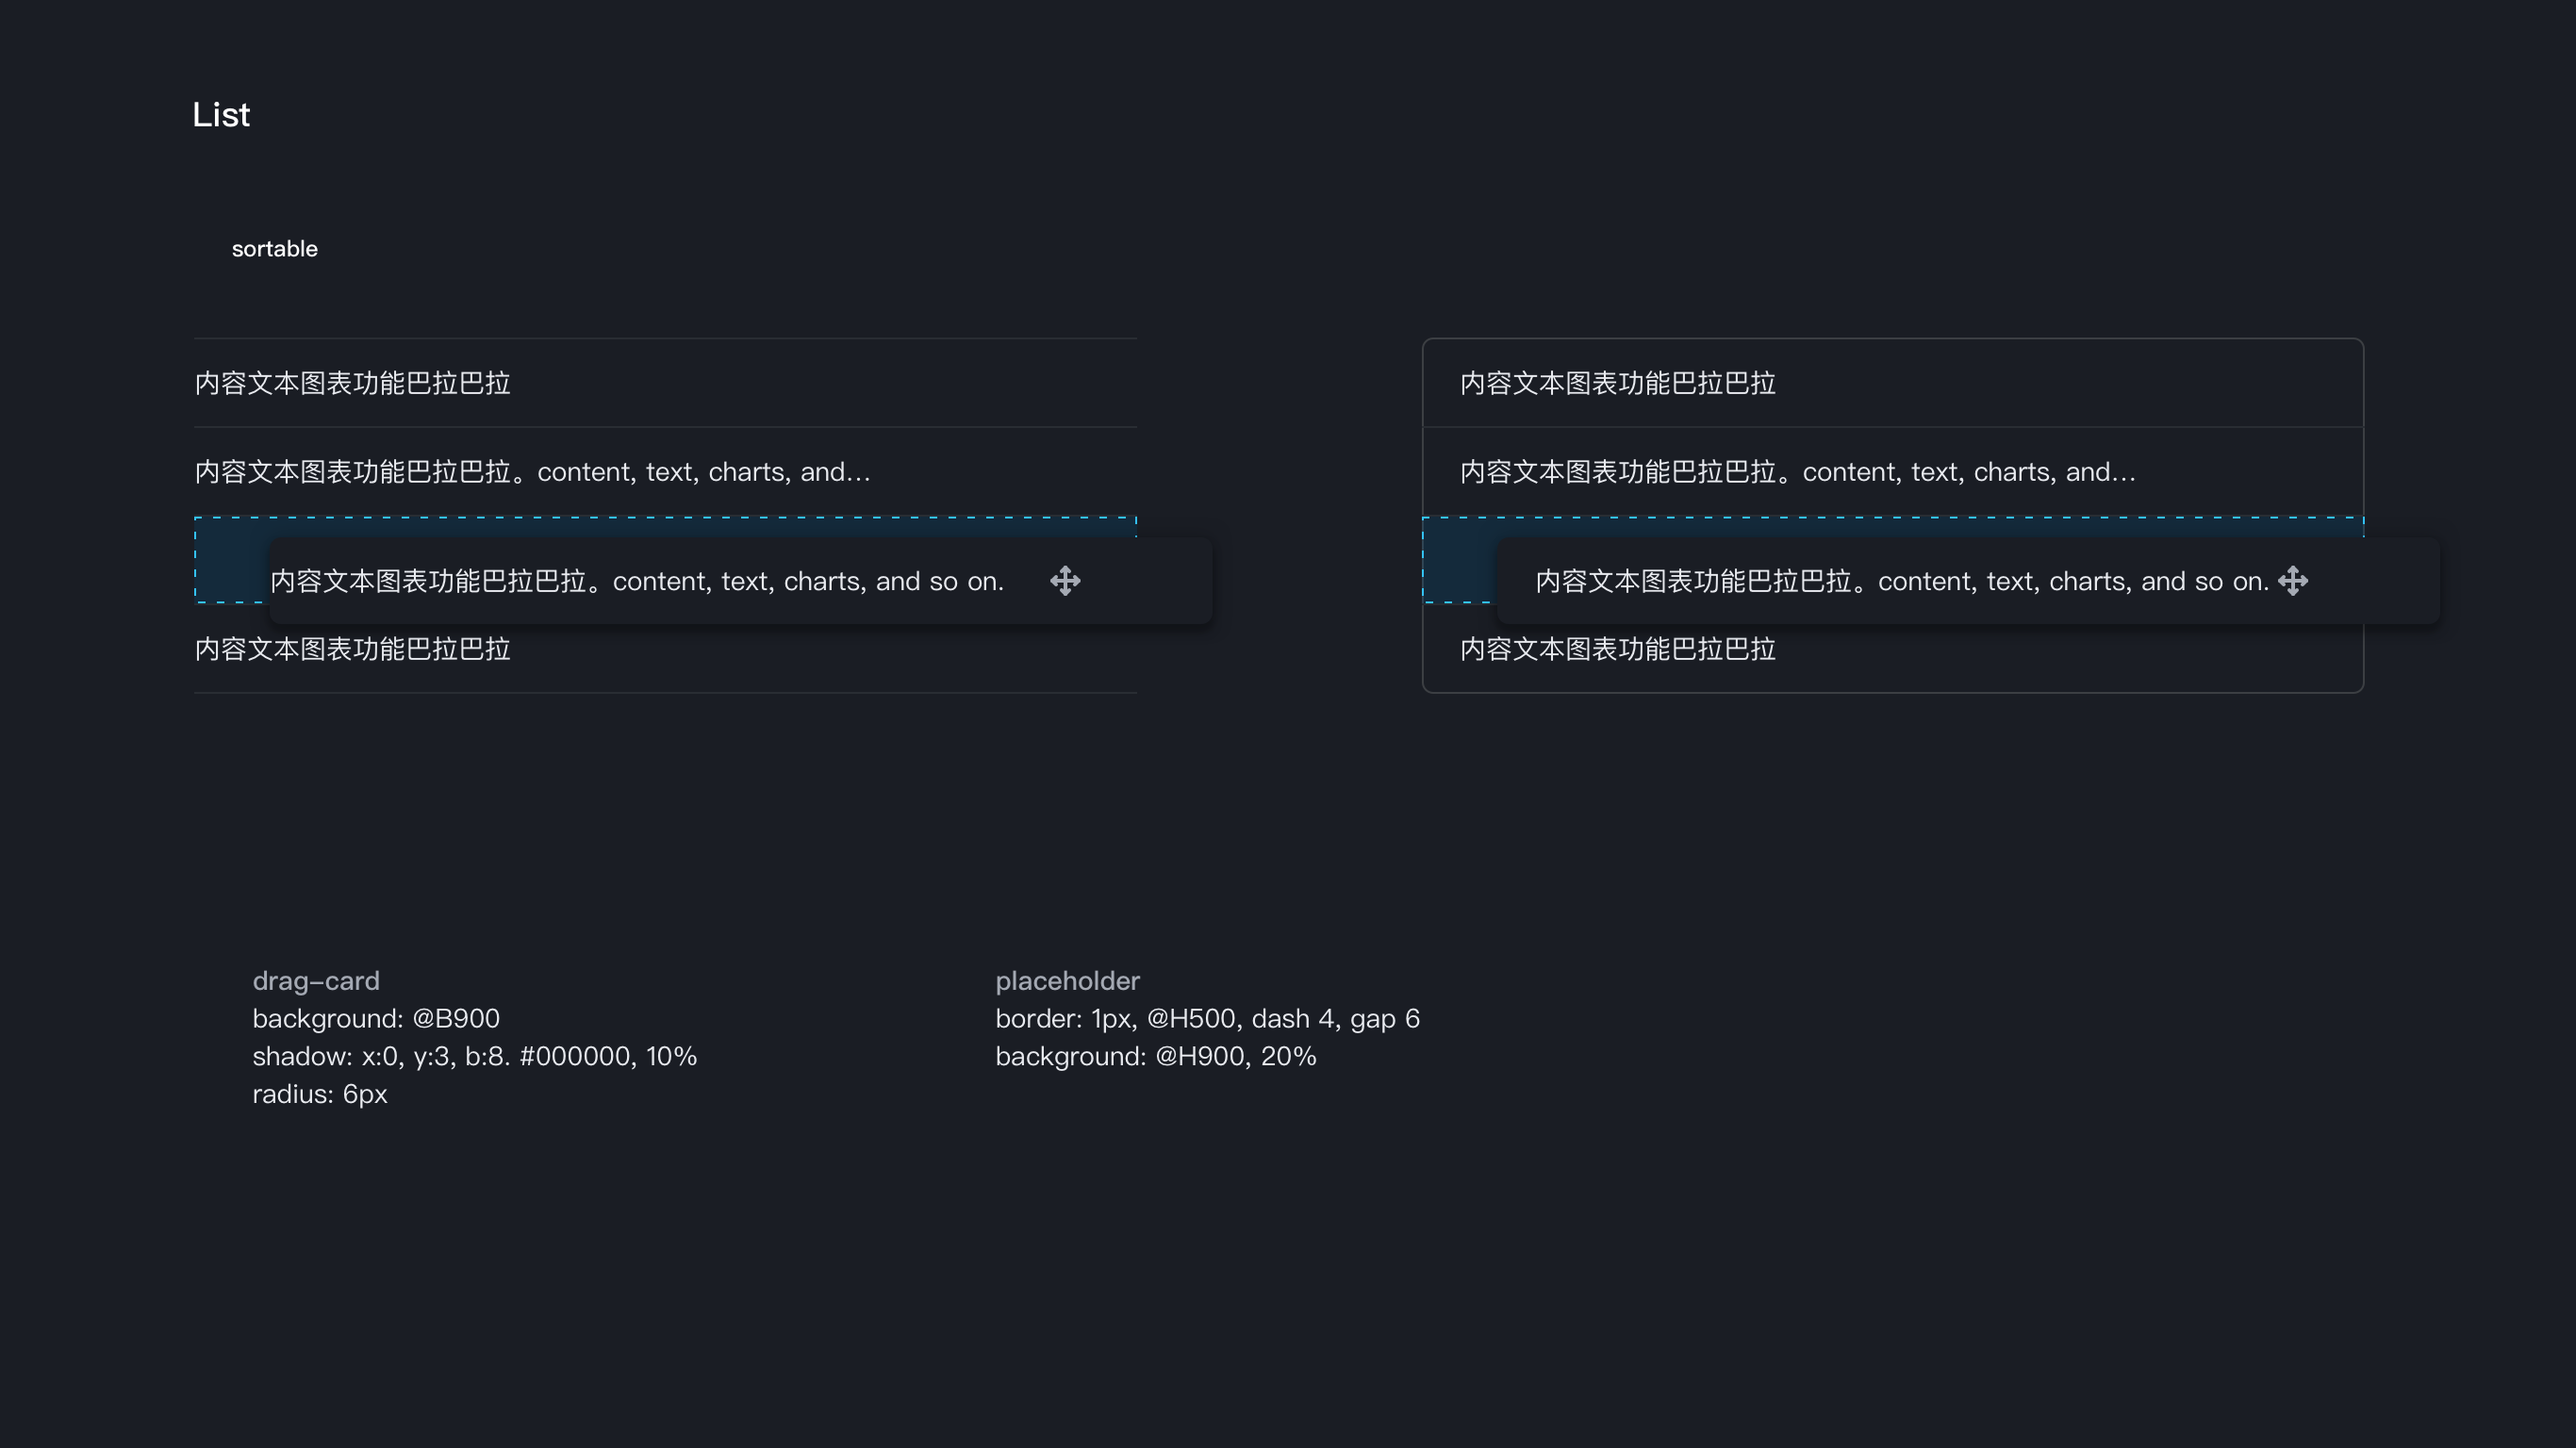 List
sortable
内容文本图表功能巴拉巴拉
内容文本图表功能巴拉巴拉。content, text, charts, and...
内容文本图表功能巴拉巴拉。content, text, charts, and so on.
内容文本图表功能巴拉巴拉
内容文本图表功能巴拉巴拉
内容文本图表功能巴拉巴拉。content, text, charts, and...
内容文本图表功能巴拉巴拉。content, text, charts, and so on.
内容文本图表功能巴拉巴拉
drag-card
background: @B900
shadow: x:0, y:3, b:8. #000000, 10%
radius: 6px
placeholder
border: 1px, @H500, dash 4, gap 6
background: @H900, 20%